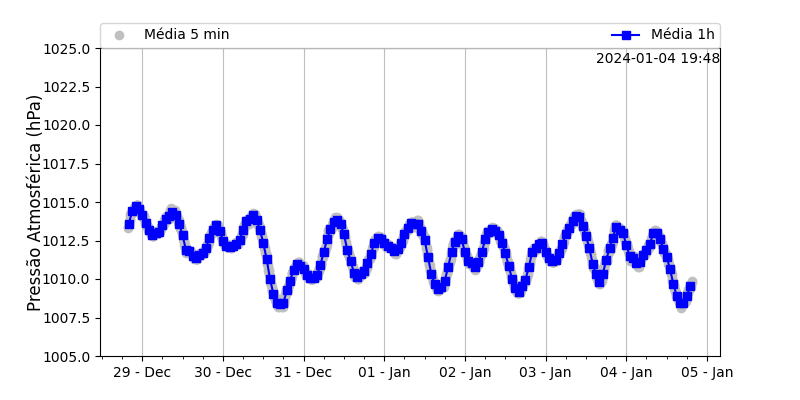 Média 5 min
Média 1h
2024-01-04 19:48
Pressão Atmosférica (hPa)
1025.0
1022.5
1020.0
1017.5
1015.0
1012.5
1010.0
1007.5
1005.0
29 - Dec
30 - Dec
31 - Dec
01 - Jan
02 - Jan
03 - Jan
04 - Jan
05 - Jan